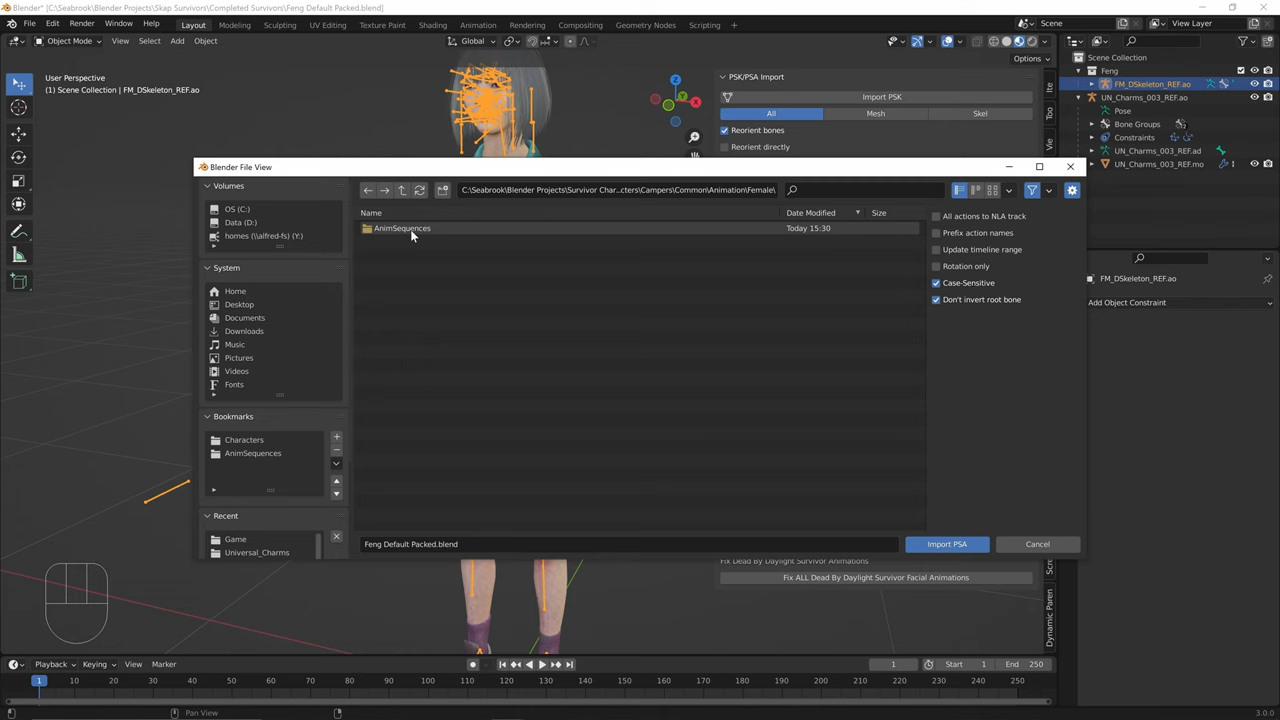 Blender* [C:\Seabrook\Blender Projects\Skap Survivors\Completed Survivors\Feng Default Packed.blend]
File Edit Render Window Help Layout Modeling Sculpting UV Editing Texture Paint Shading Animation Rendering Compositing Geometry Nodes Scripting + Scene View Layer
Object Mode View Select Add Object Global
Options
User Perspective
(1) Scene Collection | FM_DSkeleton_REF.ao
PSK/PSA Import
Import PSK
All Mesh Skel
Reorient bones
Reorient directly
Scene Collection
Feng
FM_DSkeleton_REF.ao
UN_Charms_003_REF.ao
Pose
Bone Groups
Constraints
UN_Charms_003_REF.ad
UN_Charms_003_REF.mo
Blender File View
Volumes
OS (C:)
Data (D:)
homes (\\alfred-fs) (Y:)
System
Home
Desktop
Documents
Downloads
Music
Pictures
Videos
Fonts
Bookmarks
Characters
AnimSequences
Recent
Game
Universal_Charms
C:\Seabrook\Blender Projects\Survivor Char...cters\Campers\Common\Animation\Female\
Name Date Modified Size
AnimSequences Today 15:30
Feng Default Packed.blend Import PSA Cancel
All actions to NLA track
Prefix action names
Update timeline range
Rotation only
Case-Sensitive
Don't invert root bone
FM_DSkeleton_REF.ao
Add Object Constraint
Fix Dead By Daylight Survivor Animations
Fix ALL Dead By Daylight Survivor Facial Animations
Dynamic Paren
Playback Keying View Marker 1 Start 1 End 250
1 10 20 30 40 50 60 70 80 90 100 110 120 130 140 150 160 170 180 190 200 210 220 230 240 250
Pan View 3.0.0